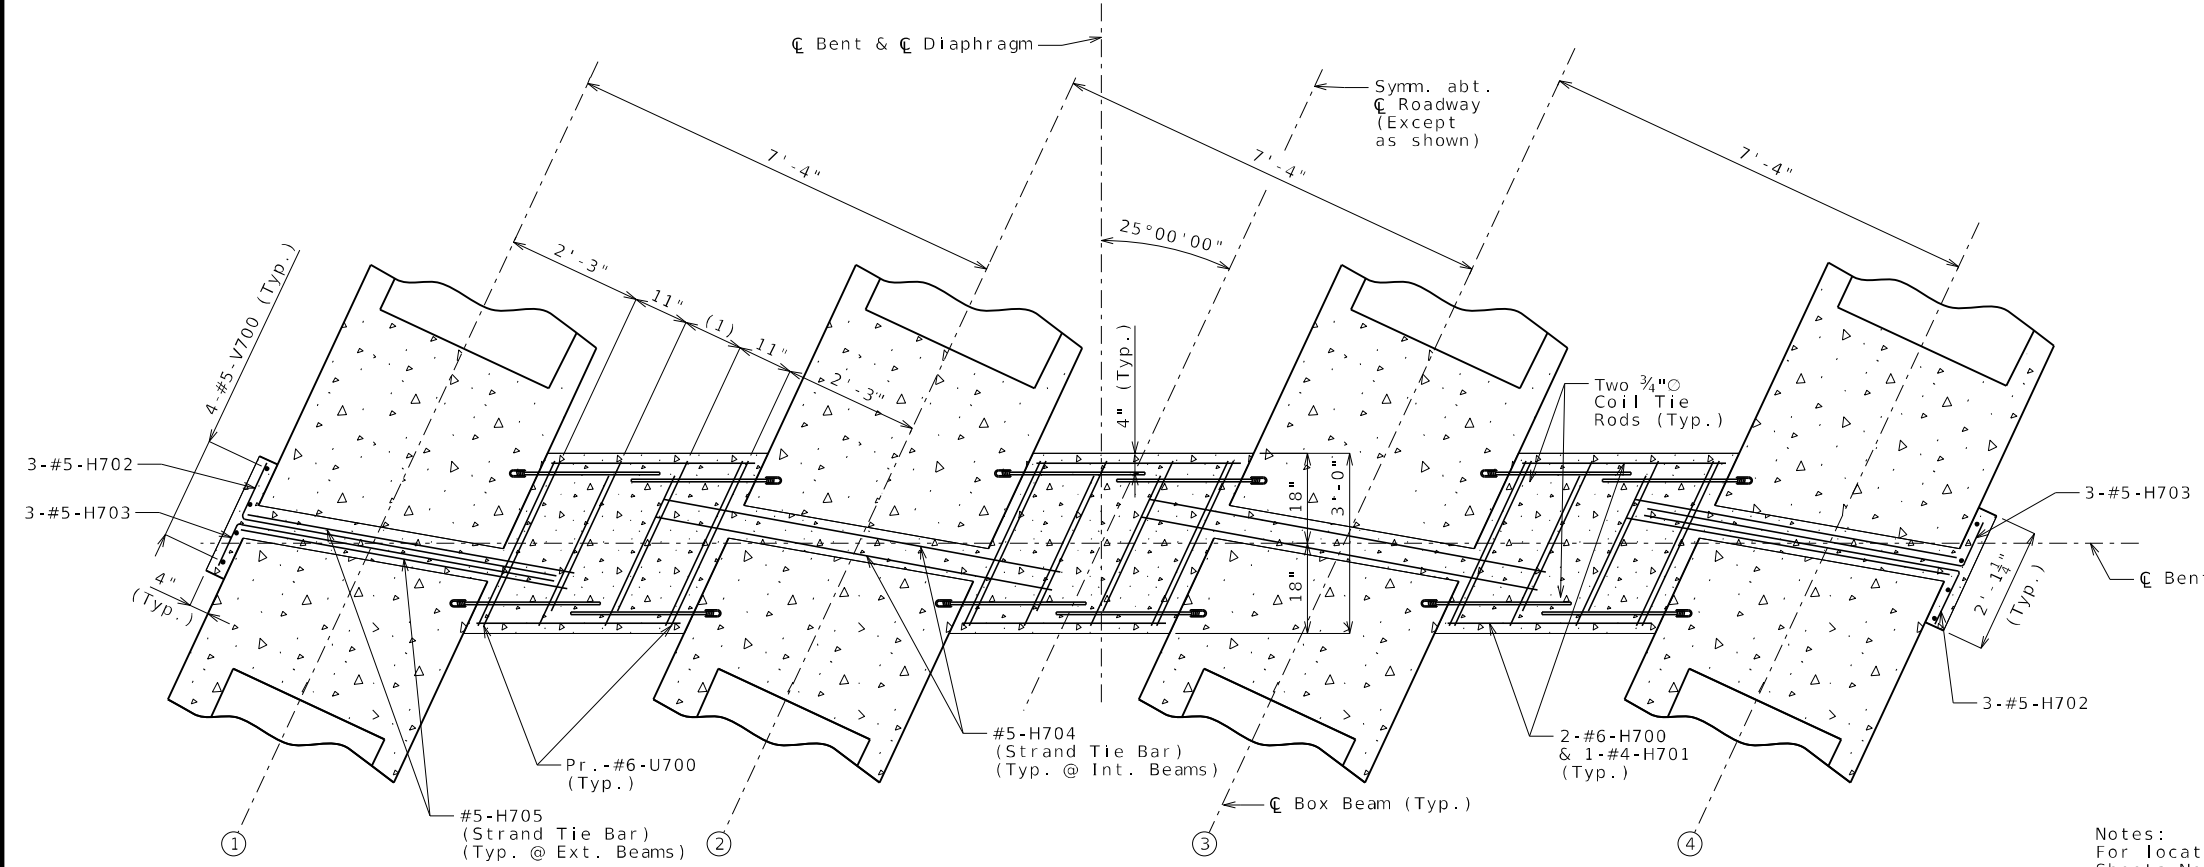 ℄ Bent & ℄ Diaphragm
Symm. abt.
℄ Roadway
(Except
as shown)
7'-4"
7'-4"
7'-4"
25°00'00"
2'-3"
11"
(1)
11"
2'-3"
4-#5-V700 (Typ.)
4" (Typ.)
Two ¾"∅
Coil Tie
Rods (Typ.)
3-#5-H702
3-#5-H703
4"
(Typ.)
18"
18"
3'-0"
3-#5-H703
℄ Bent
2'-1¼"
(Typ.)
3-#5-H702
Pr.-#6-U700
(Typ.)
#5-H704
(Strand Tie Bar)
(Typ. @ Int. Beams)
2-#6-H700
& 1-#4-H701
(Typ.)
℄ Box Beam (Typ.)
#5-H705
(Strand Tie Bar)
(Typ. @ Ext. Beams)
1
2
3
4
Notes:
For locat